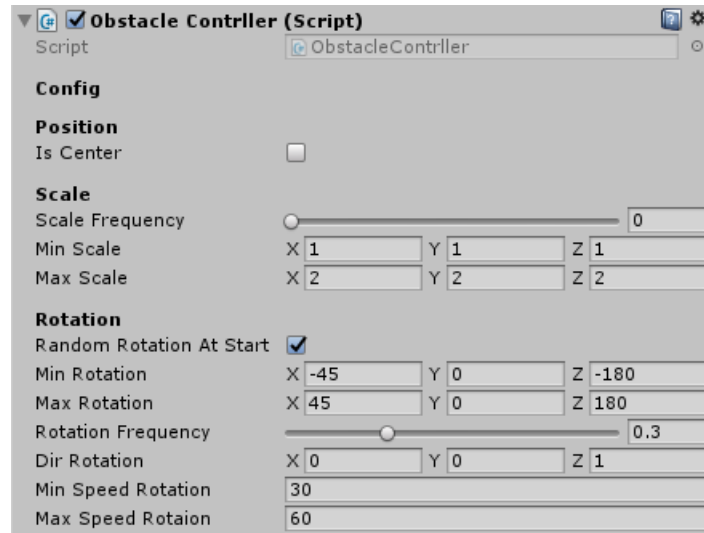 Obstacle Contrller (Script)
Script ObstacleContrller
Config
Position
Is Center
Scale
Scale Frequency 0
Min Scale X 1 Y 1 Z 1
Max Scale X 2 Y 2 Z 2
Rotation
Random Rotation At Start
Min Rotation X -45 Y 0 Z -180
Max Rotation X 45 Y 0 Z 180
Rotation Frequency 0.3
Dir Rotation X 0 Y 0 Z 1
Min Speed Rotation 30
Max Speed Rotaion 60